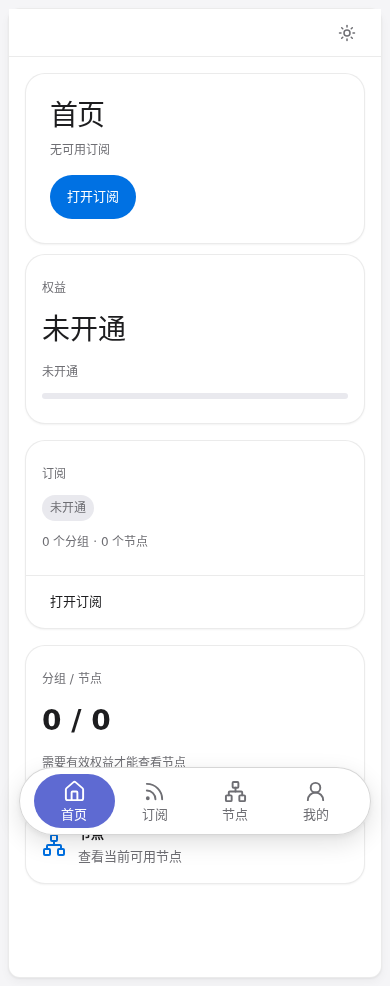 首页
无可用订阅
打开订阅
权益
未开通
未开通
订阅
未开通
0 个分组 · 0 个节点
打开订阅
分组 / 节点
0 / 0
需要有效权益才能查看节点
首页
订阅
节点
我的
节点
查看当前可用节点